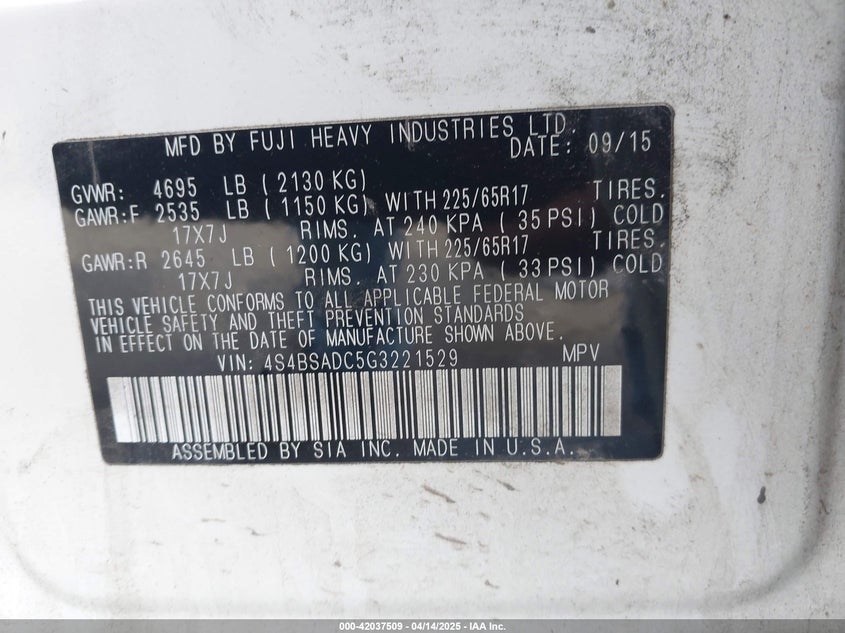 MFD BY FUJI HEAVY INDUSTRIES LTD.
DATE: 09/15
GVWR: 4695 LB ( 2130 KG)
GAWR:F 2535 LB ( 1150 KG) WITH 225/65R17 TIRES.
17X7J RIMS. AT 240 KPA ( 35 PSI) COLD
GAWR:R 2645 LB ( 1200 KG) WITH 225/65R17 TIRES.
17X7J RIMS. AT 230 KPA 33 PSI) COLD
THIS VEHICLE CONFORMS TO ALL APPLICABLE FEDERAL MOTOR
VEHICLE SAFETY AND THEFT PREVENTION STANDARDS
IN EFFECT ON THE DATE OF MANUFACTURE SHOWN ABOVE.
VIN: 4S4BSADC5G3221529 MPV
ASSEMBLED BY SIA INC. MADE IN U.S.A.
000-42037509 - 04/14/2025 - IAA Inc.